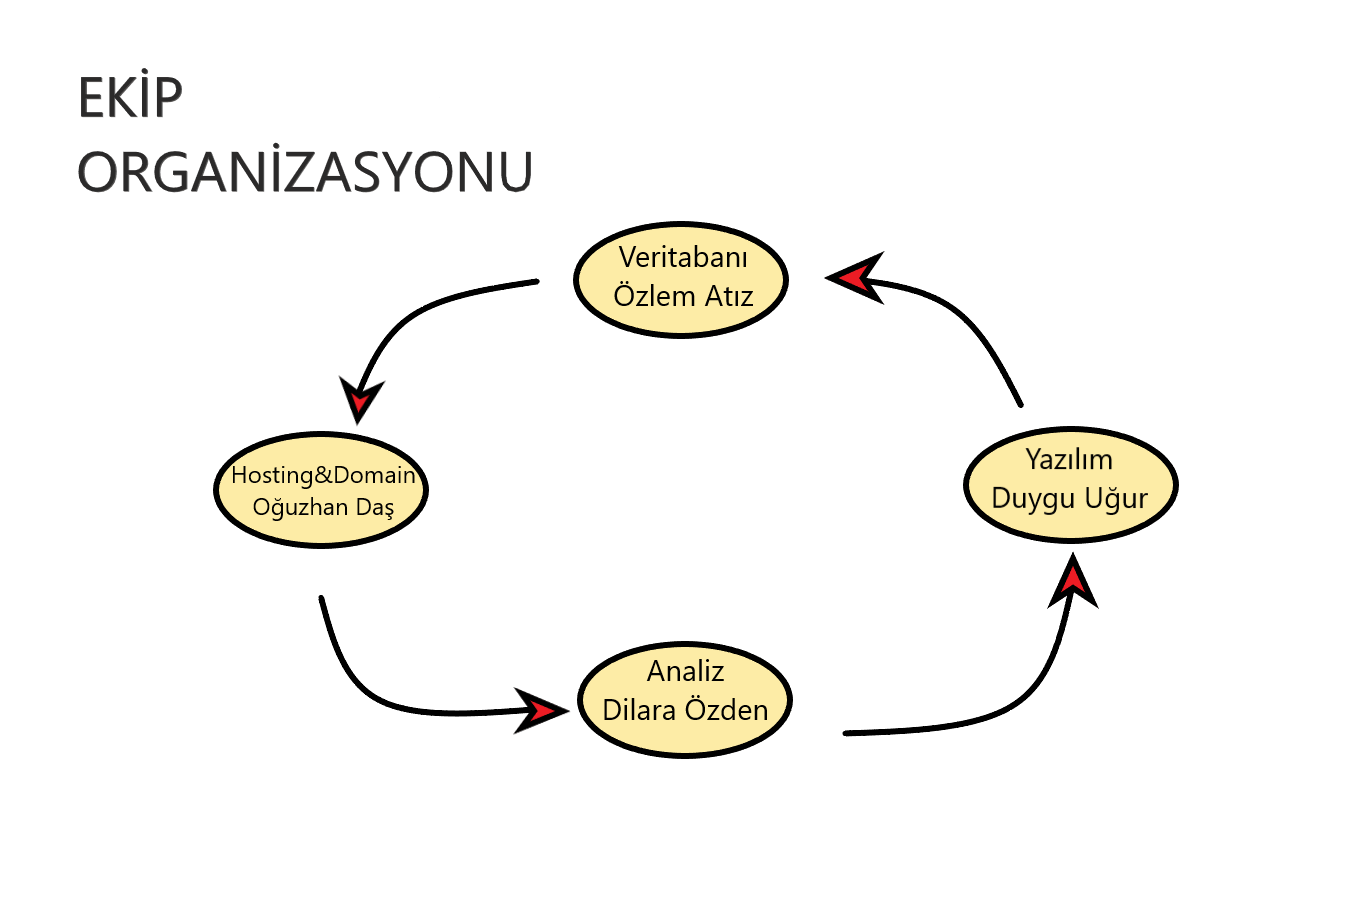 EKİP
ORGANİZASYONU
Veritabanı
Özlem Atız
Hosting&Domain
Oğuzhan Daş
Yazılım
Duygu Uğur
Analiz
Dilara Özden